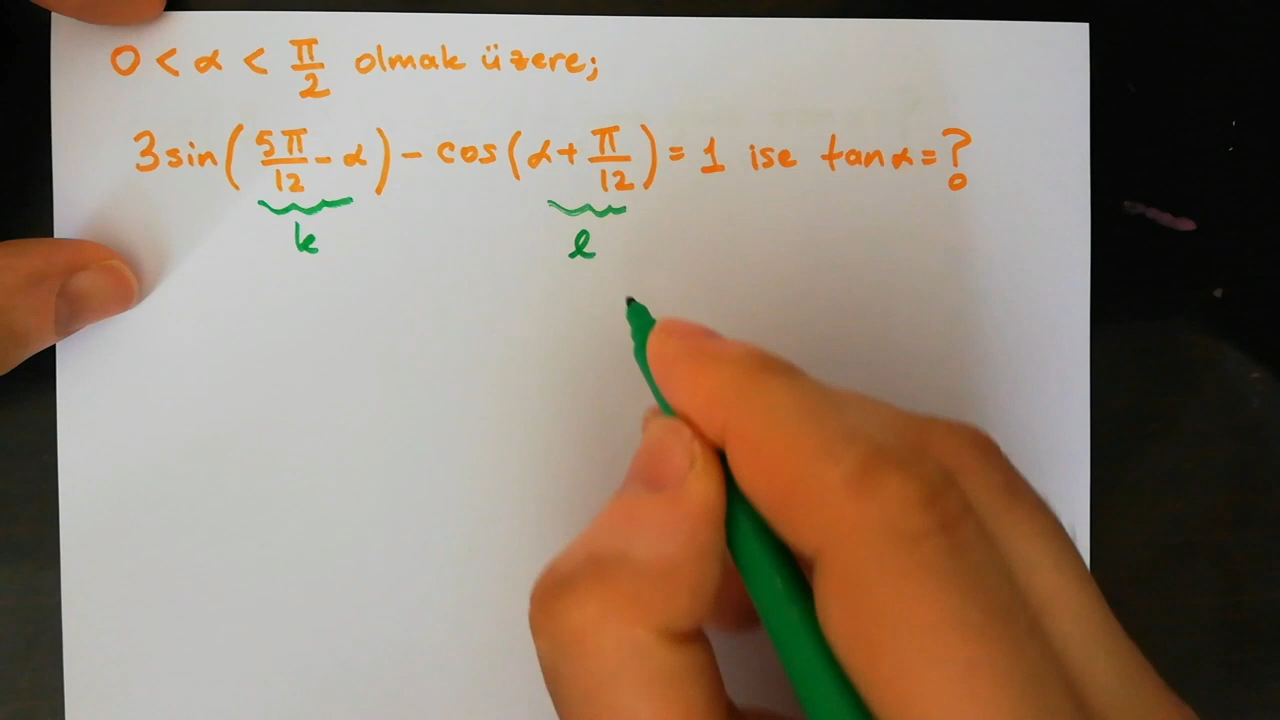 0 < α < π/2 olmak üzere;
3sin(5π/12 - α) - cos(α + π/12) = 1 ise tanα = ?
k l